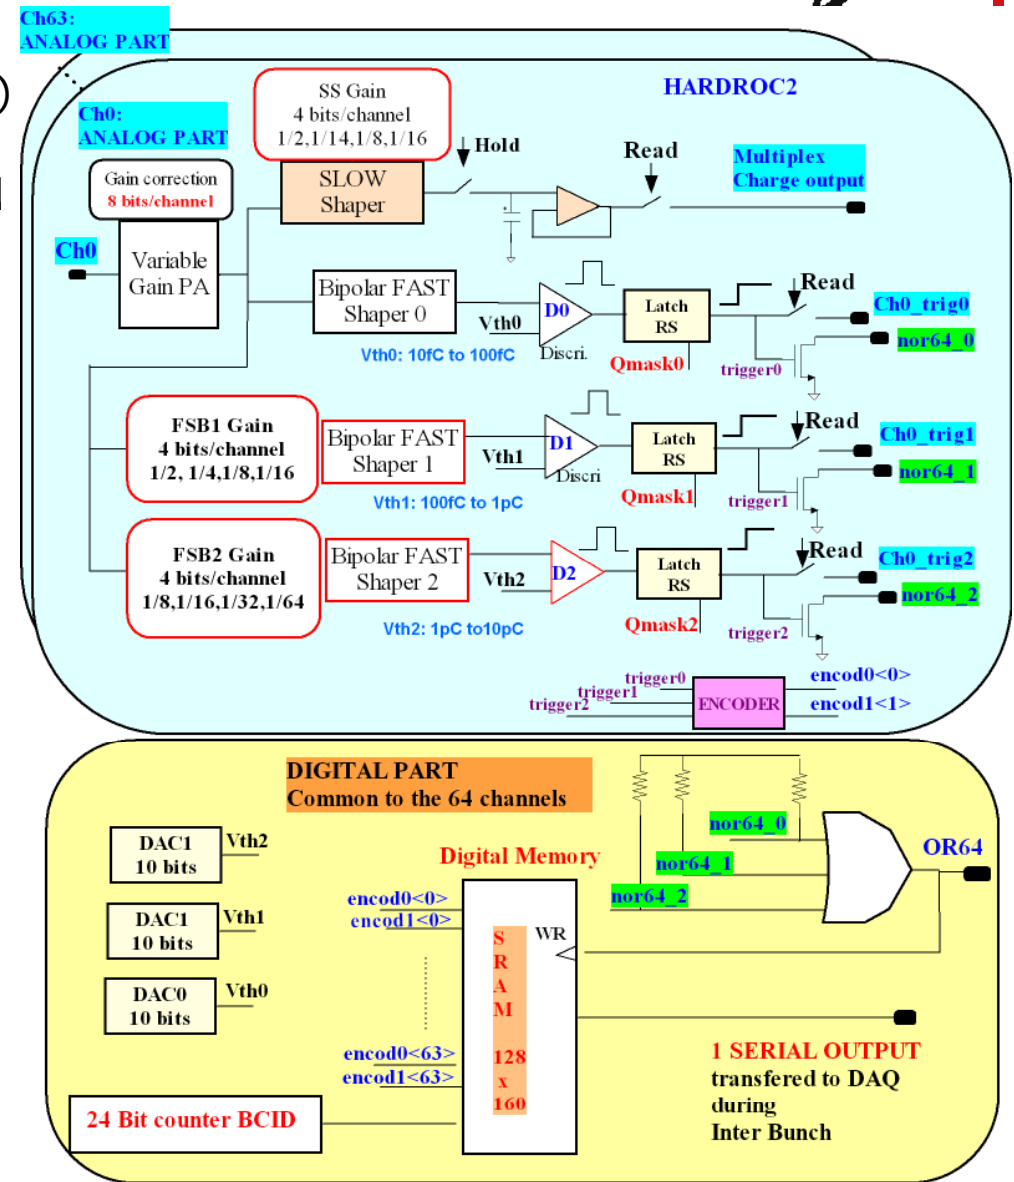 Ch63:
ANALOG PART
HARDROC2
SS Gain
4 bits/channel
1/2,1/14,1/8,1/16
Ch0:
ANALOG PART
Hold
Read
Multiplex
Charge output
Gain correction
8 bits/channel
SLOW
Shaper
Ch0
Variable
Gain PA
Bipolar FAST
Shaper 0
Vth0
D0
Discri.
Latch
RS
Read
Ch0_trig0
nor64_0
Vth0: 10fC to 100fC
Qmask0
trigger0
FSB1 Gain
4 bits/channel
1/2, 1/4,1/8,1/16
Bipolar FAST
Shaper 1
Vth1
D1
Discri
Latch
RS
Read
Ch0_trig1
nor64_1
Vth1: 100fC to 1pC
Qmask1
trigger1
FSB2 Gain
4 bits/channel
1/8,1/16,1/32,1/64
Bipolar FAST
Shaper 2
Vth2
D2
Latch
RS
Read
Ch0_trig2
nor64_2
Vth2: 1pC to10pC
Qmask2
trigger2
trigger0
trigger1
trigger2
ENCODER
encod0<0>
encod1<1>
DIGITAL PART
Common to the 64 channels
nor64_0
nor64_1
nor64_2
OR64
DAC1
10 bits
Vth2
DAC1
10 bits
Vth1
DAC0
10 bits
Vth0
Digital Memory
encod0<0>
encod1<0>
WR
S
R
A
M
128
x
160
encod0<63>
encod1<63>
24 Bit counter BCID
1 SERIAL OUTPUT
transfered to DAQ
during
Inter Bunch